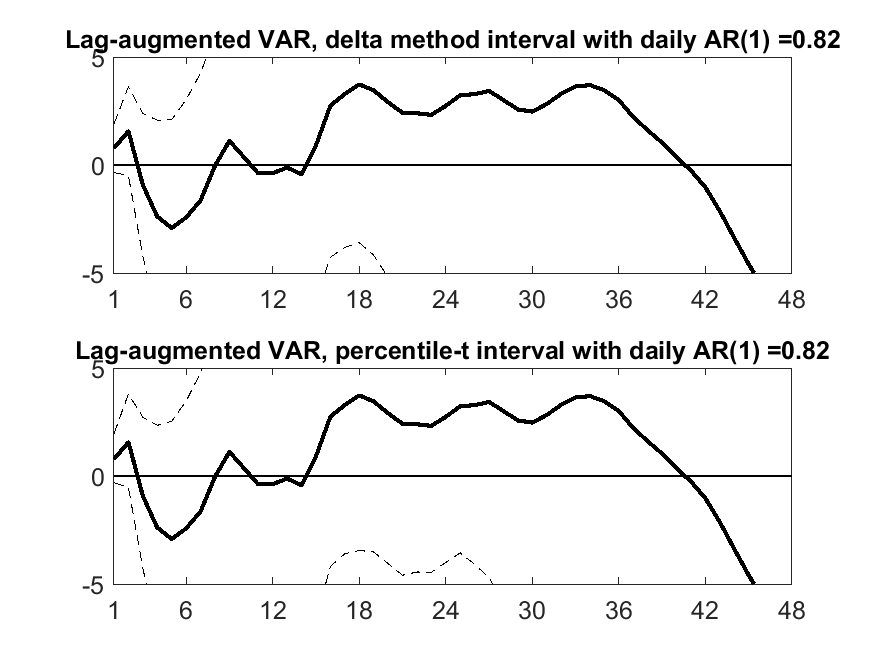 Lag-augmented VAR, delta method interval with daily AR(1) =0.82
5
0
-5
1 6 12 18 24 30 36 42 48
Lag-augmented VAR, percentile-t interval with daily AR(1) =0.82
5
0
-5
1 6 12 18 24 30 36 42 48